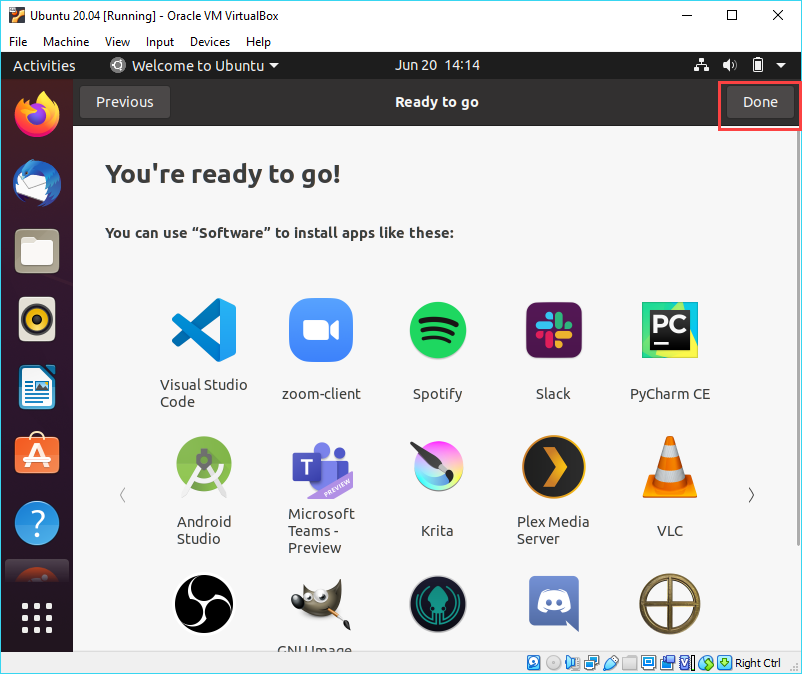 Ubuntu 20.04 [Running] - Oracle VM VirtualBox
File Machine View Input Devices Help
Activities Welcome to Ubuntu Jun 20 14:14
Previous Ready to go Done
You're ready to go!
You can use “Software” to install apps like these:
PC
Visual Studio
Code
zoom-client
Spotify
Slack
PyCharm CE
T
PREVIEW
Android
Studio
Microsoft
Teams -
Preview
Krita
Plex Media
Server
VLC
GNU Image
Right Ctrl